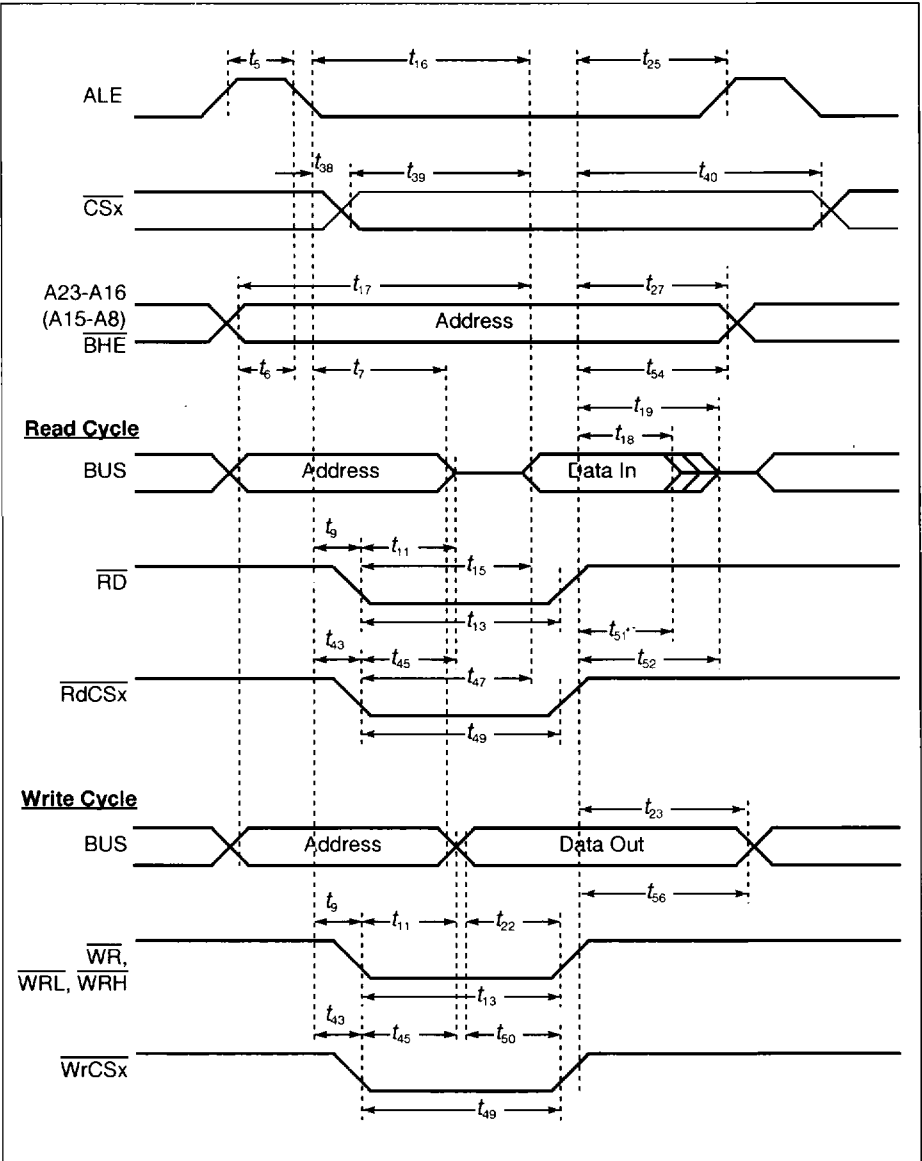 t5 t16 t25
ALE
t38 t39 t40
CSx
t17 t27
A23-A16
(A15-A8)
BHE
Address
t6 t7 t54
t19
Read Cycle
t18
BUS Address Data In
t9 t11
t15
RD
t13
t51
t43 t45 t52
t47
RdCSx
t49
Write Cycle
t23
BUS Address Data Out
t56
t9 t11 t22
WR,
WRL, WRH
t13
t43 t45 t50
WrCSx
t49